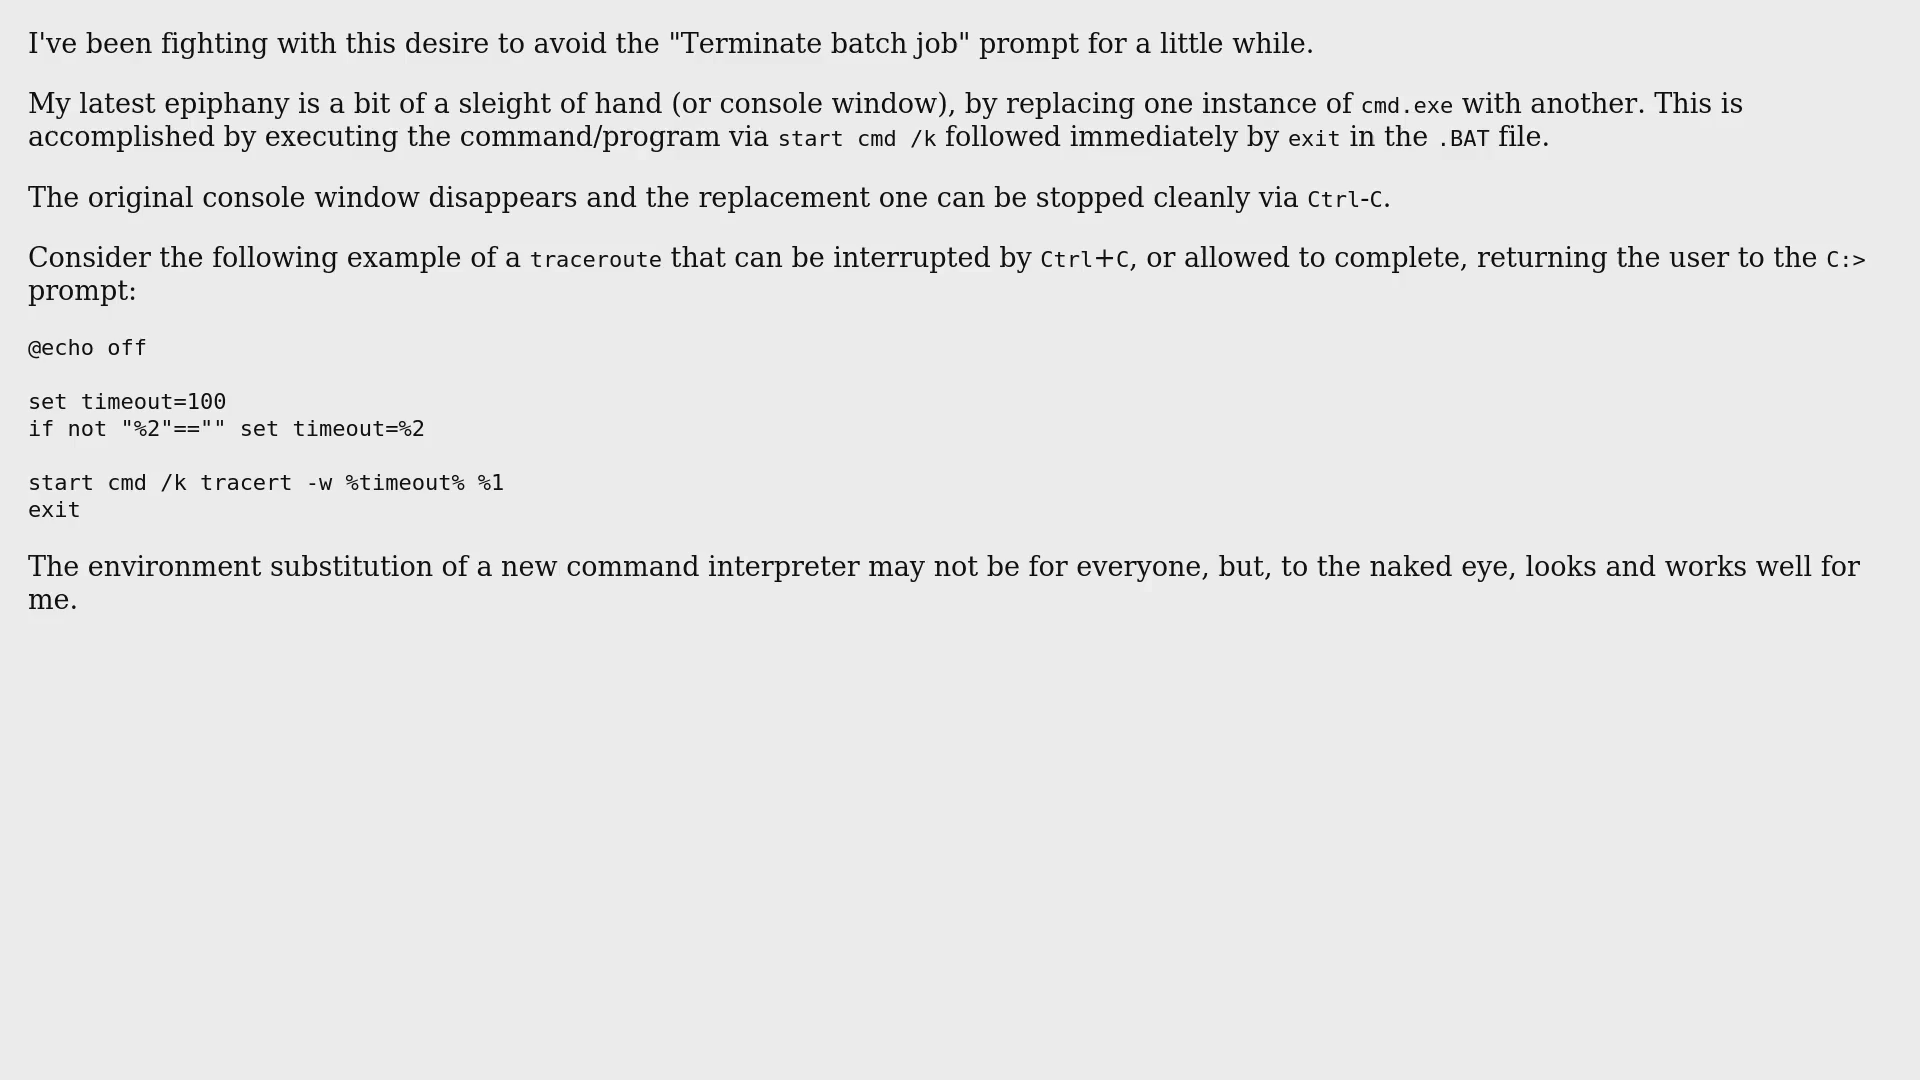 I've been fighting with this desire to avoid the "Terminate batch job" prompt for a little while.
My latest epiphany is a bit of a sleight of hand (or console window), by replacing one instance of cmd.exe with another. This is
accomplished by executing the command/program via start cmd /k followed immediately by exit in the .BAT file.
The original console window disappears and the replacement one can be stopped cleanly via Ctrl-C.
Consider the following example of a traceroute that can be interrupted by Ctrl+C, or allowed to complete, returning the user to the C:>
prompt:
@echo off
set timeout=100
if not "%2"=="" set timeout=%2
start cmd /k tracert -w %timeout% %1
exit
The environment substitution of a new command interpreter may not be for everyone, but, to the naked eye, looks and works well for
me.